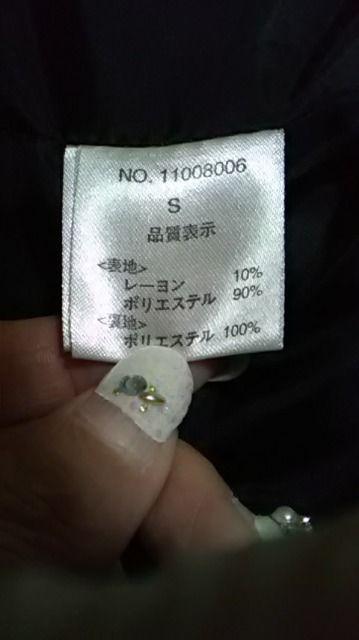 NO. 11008006
S
品質表示
<表地>
レーヨン 10%
ポリエステル 90%
<裏地>
ポリエステル 100%